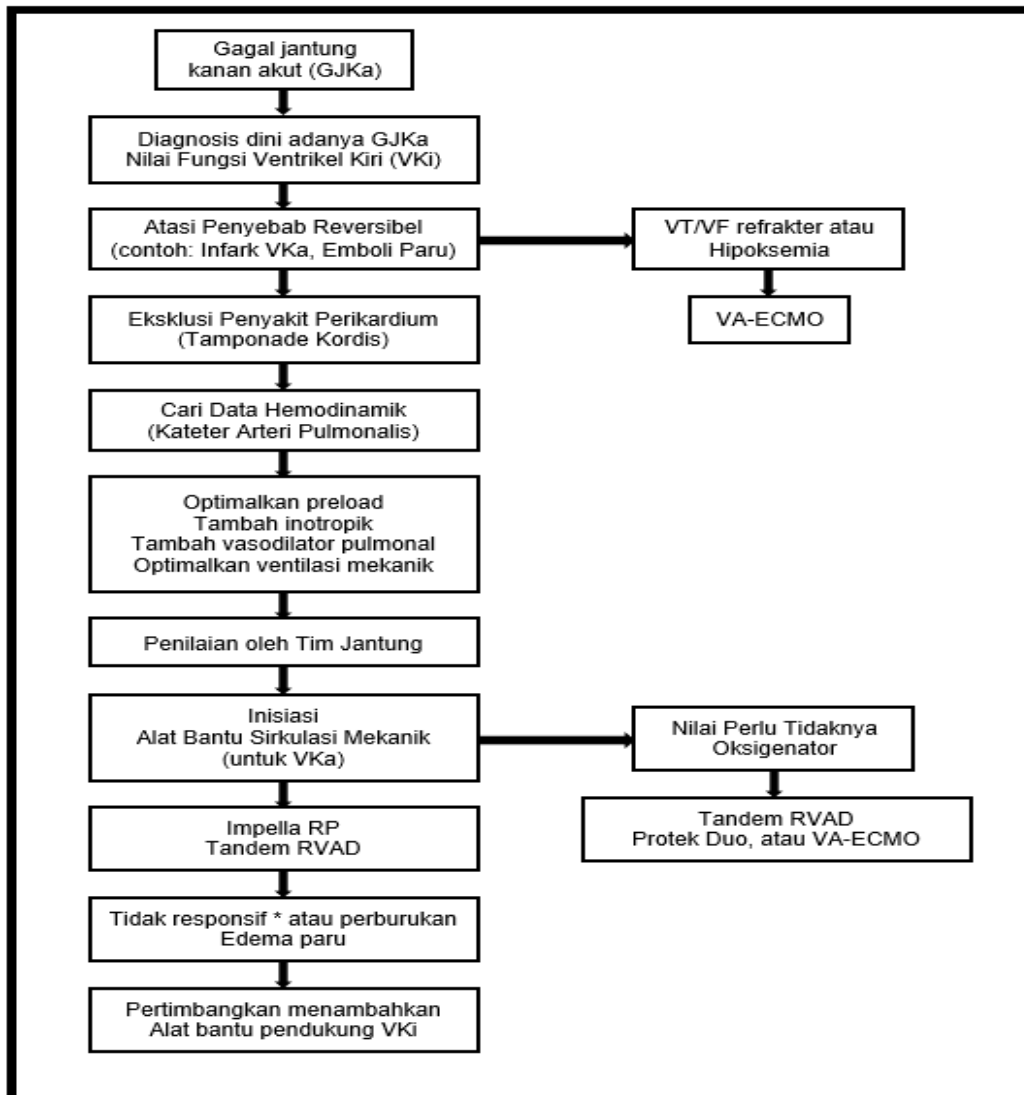 Gagal jantung
kanan akut (GJKa)
Diagnosis dini adanya GJKa
Nilai Fungsi Ventrikel Kiri (VKi)
Atasi Penyebab Reversibel
(contoh: Infark VKa, Emboli Paru)
VT/VF refrakter atau
Hipoksemia
VA-ECMO
Eksklusi Penyakit Perikardium
(Tamponade Kordis)
Cari Data Hemodinamik
(Kateter Arteri Pulmonalis)
Optimalkan preload
Tambah inotropik
Tambah vasodilator pulmonal
Optimalkan ventilasi mekanik
Penilaian oleh Tim Jantung
Inisiasi
Alat Bantu Sirkulasi Mekanik
(untuk VKa)
Nilai Perlu Tidaknya
Oksigenator
Tandem RVAD
Protek Duo, atau VA-ECMO
Impella RP
Tandem RVAD
Tidak responsif * atau perburukan
Edema paru
Pertimbangkan menambahkan
Alat bantu pendukung VKi